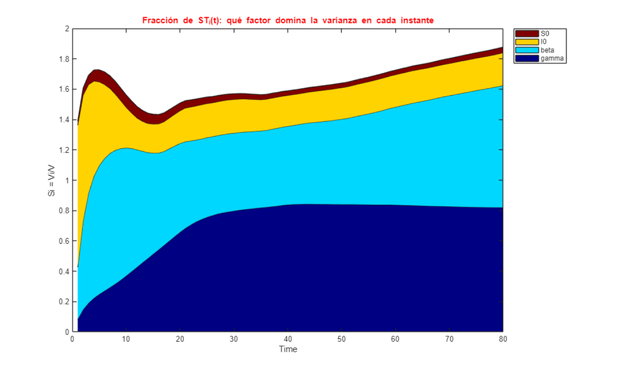 Fracción de STᵢ(t): qué factor domina la varianza en cada instante
S0
I0
beta
gamma
2
1.8
1.6
1.4
1.2
1
0.8
0.6
0.4
0.2
0
Si = Vi/V
0 10 20 30 40 50 60 70 80
Time